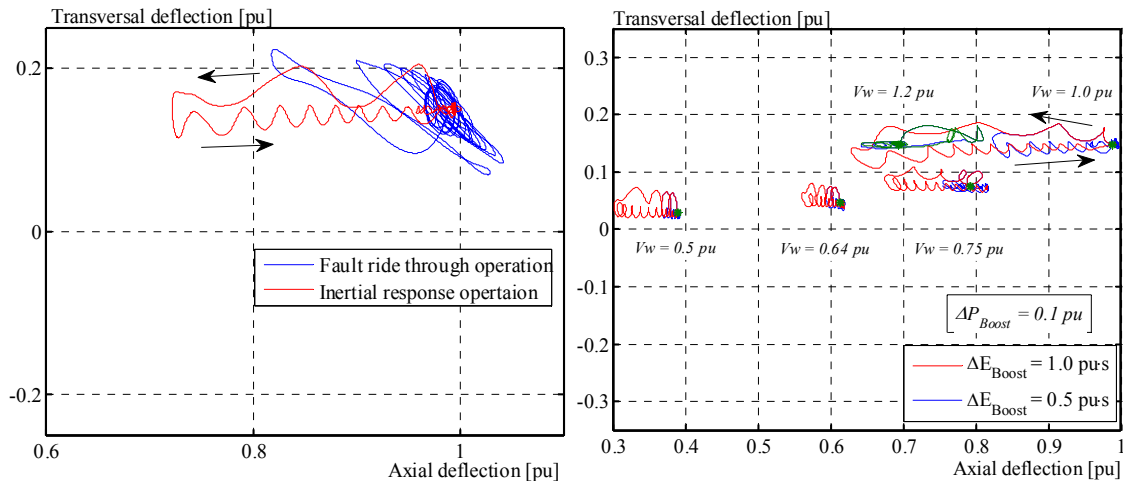 Transversal deflection [pu]
0.2
0
-0.2
0.6
0.8
1
Axial deflection [pu]
Fault ride through operation
Inertial response opertaion
Transversal deflection [pu]
0.3
0.2
0.1
0
-0.1
-0.2
-0.3
0.3
0.4
0.5
0.6
0.7
0.8
0.9
1
Axial deflection [pu]
Vw = 1.2 pu
Vw = 1.0 pu
Vw = 0.5 pu
Vw = 0.64 pu
Vw = 0.75 pu
ΔP_Boost = 0.1 pu
ΔE_Boost = 1.0 pu·s
ΔE_Boost = 0.5 pu·s